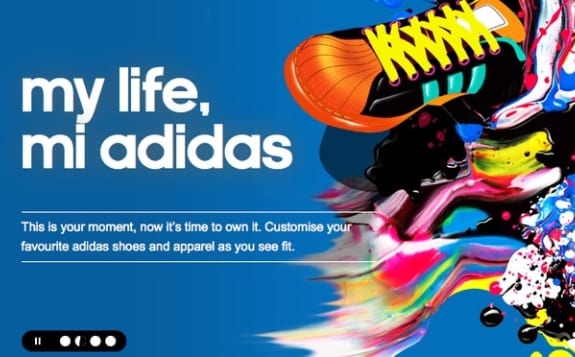 my life,
mi adidas
This is your moment, now it's time to own it. Customise your
favourite adidas shoes and apparel as you see fit.